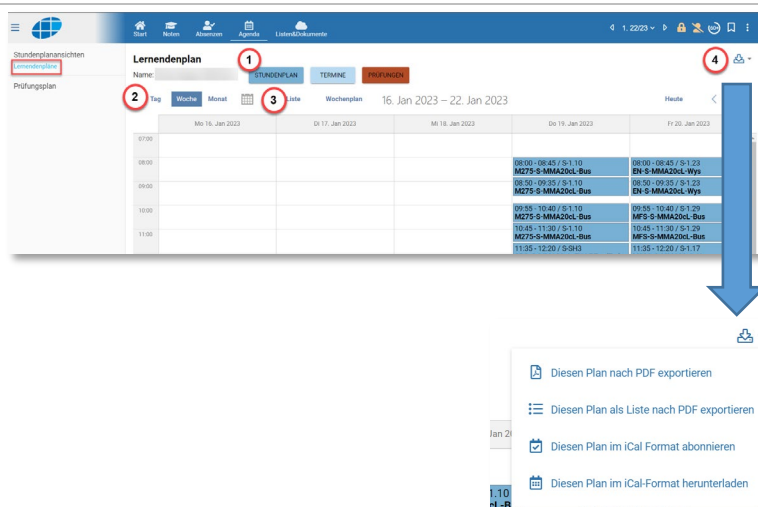 Start Noten Absenzen Agenda Listen&Dokumente
1. 22/23
Stundenplanansichten
Lernendenpläne
Prüfungsplan
Lernendenplan
Name:
1
STUNDENPLAN TERMINE PRÜFUNGEN
4
2 Tag Woche Monat 3 Liste Wochenplan 16. Jan 2023 – 22. Jan 2023 Heute
Mo 16. Jan 2023 Di 17. Jan 2023 Mi 18. Jan 2023 Do 19. Jan 2023 Fr 20. Jan 2023
07:00
08:00
08:00 - 08:45 / S-1.10 08:00 - 08:45 / S-1.23
M275-S-MMA20cL-Bus EN-S-MMA20cL-Wys
09:00
08:50 - 09:35 / S-1.10 08:50 - 09:35 / S-1.23
M275-S-MMA20cL-Bus EN-S-MMA20cL-Wys
10:00
09:55 - 10:40 / S-1.10 09:55 - 10:40 / S-1.29
M275-S-MMA20cL-Bus MFS-S-MMA20cL-Bus
11:00
10:45 - 11:30 / S-1.10 10:45 - 11:30 / S-1.29
M275-S-MMA20cL-Bus MFS-S-MMA20cL-Bus
11:35 - 12:20 / S-SH3 11:35 - 12:20 / S-1.17
Diesen Plan nach PDF exportieren
Diesen Plan als Liste nach PDF exportieren
Jan 2
Diesen Plan im iCal Format abonnieren
Diesen Plan im iCal-Format herunterladen
1.10